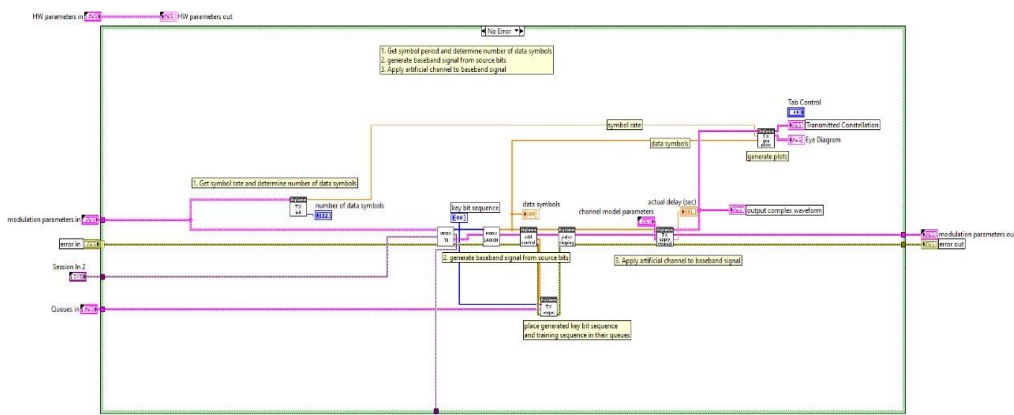 HW parameters in
HW parameters out
No Error
1. Get symbol period and determine number of data symbols
2. generate baseband signal from source bits
3. Apply artificial channel to baseband signal
Tab Control
symbol rate
Transmitted Constellation
data symbols
Eye Diagram
generate plots
1. Get symbol rate and determine number of data symbols
number of data symbols
key bit sequence
data symbols
actual delay (sec)
channel model parameters
output complex waveform
modulation parameters in
modulation parameters ou
error in
error out
2. generate baseband signal from source bits
3. Apply artificial channel to baseband signal
Session In 2
Queues in
place generated key bit sequence
and training sequence in their queues